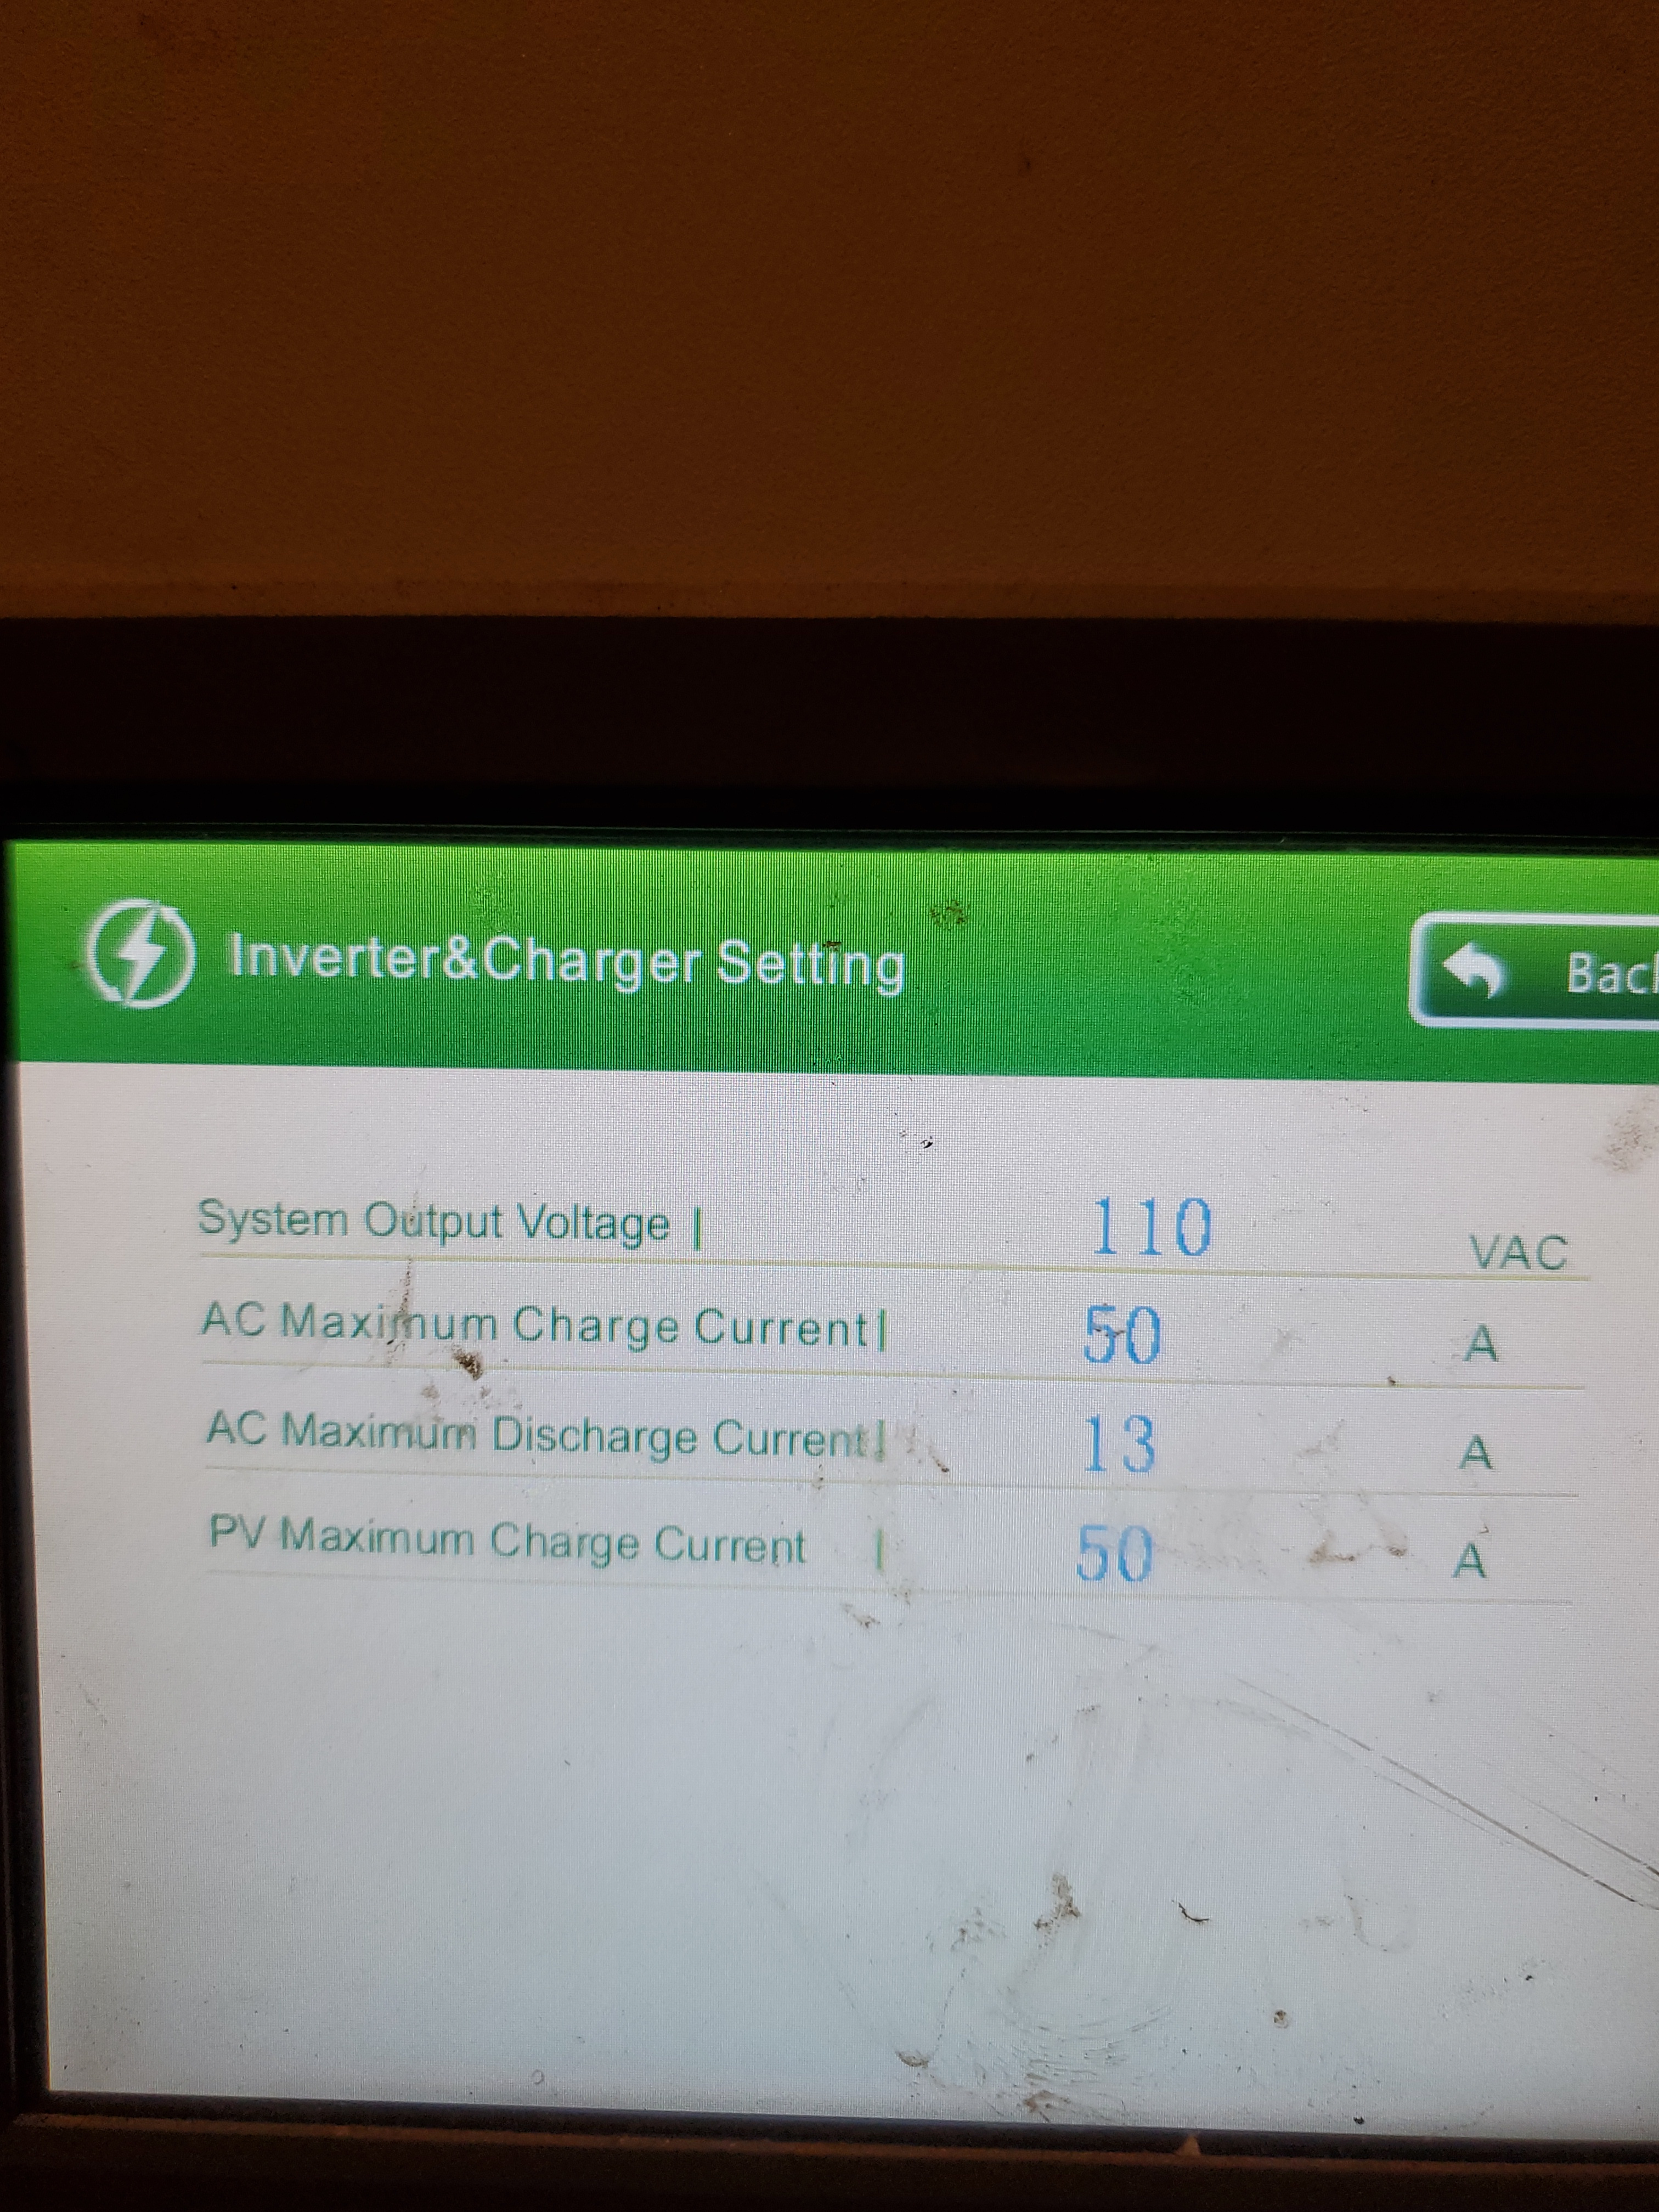 Inverter&Charger Setting
System Output Voltage | 110 VAC
AC Maximum Charge Current| 50 A
AC Maximum Discharge Current| 13 A
PV Maximum Charge Current | 50 A